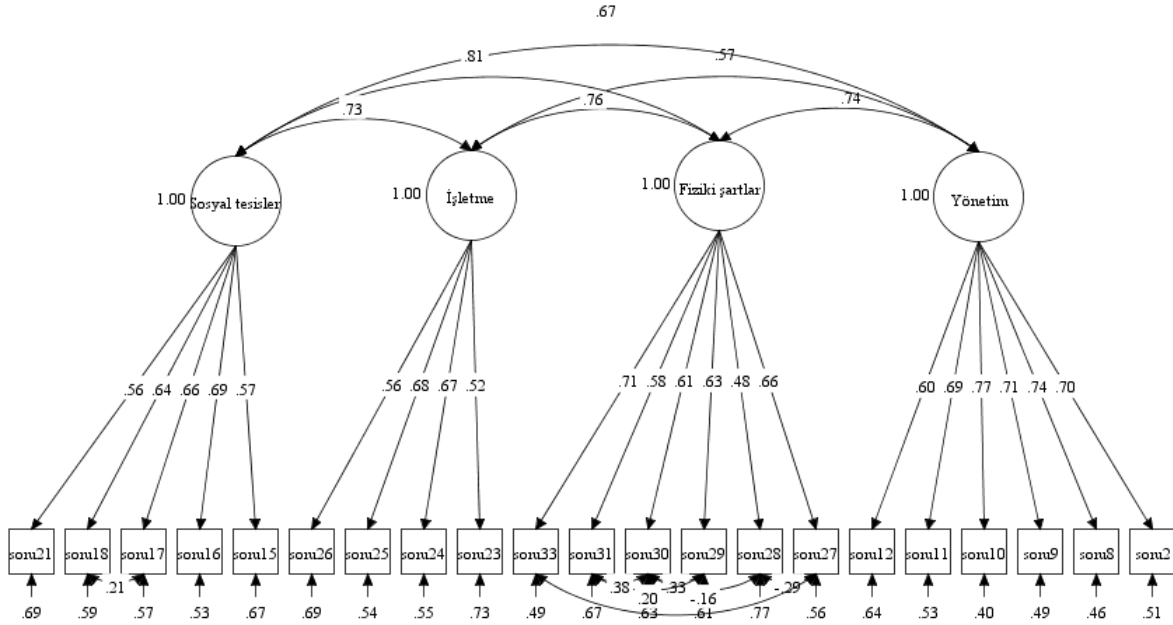 .67
.81 .57
.73 .76 .74
1.00 Sosyal tesisler 1.00 İşletme 1.00 Fiziki şartlar 1.00 Yönetim
.56 .64 .66 .69 .57 .56 .68 .67 .52 .71 .58 .61 .63 .48 .66 .60 .69 .77 .71 .74 .70
soru21 soru18 soru17 soru16 soru15 soru26 soru25 soru24 soru23 soru33 soru31 soru30 soru29 soru28 soru27 soru12 soru11 soru10 soru9 soru8 soru2
.21 .38 .33 -.29
.20 -.16
.69 .59 .57 .53 .67 .69 .54 .55 .73 .49 .67 .63 .61 .77 .56 .64 .53 .40 .49 .46 .51